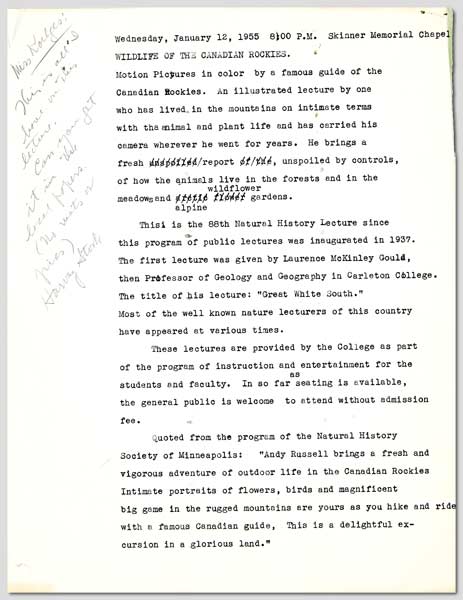 Miss Kolles:
This is all I
have on this
lecture.
Can you get
it in the
local papers.
(No mats or
pics)
Harvey Stork
Wednesday, January 12, 1955 8:00 P.M. Skinner Memorial Chapel
WILDLIFE OF THE CANADIAN ROCKIES.
Motion Pictures in color by a famous guide of the
Canadian Rockies. An illustrated lecture by one
who has lived in the mountains on intimate terms
with the animal and plant life and has carried his
camera wherever he went for years. He brings a
fresh unspoiled/report of/the, unspoiled by controls,
of how the animals live in the forests and in the
wildflower
meadows and arctic flower gardens.
alpine
Thisi is the 88th Natural History Lecture since
this program of public lectures was inaugurated in 1937.
The first lecture was given by Laurence McKinley Gould,
then Professor of Geology and Geography in Carleton College.
The title of his lecture: "Great White South."
Most of the well known nature lecturers of this country
have appeared at various times.
These lectures are provided by the College as part
of the program of instruction and entertainment for the
as
students and faculty. In so far seating is available,
the general public is welcome to attend without admission
fee.
Quoted from the program of the Natural History
Society of Minneapolis: "Andy Russell brings a fresh and
vigorous adventure of outdoor life in the Canadian Rockies
Intimate portraits of flowers, birds and magnificent
big game in the rugged mountains are yours as you hike and ride
with a famous Canadian guide, This is a delightful ex-
cursion in a glorious land."